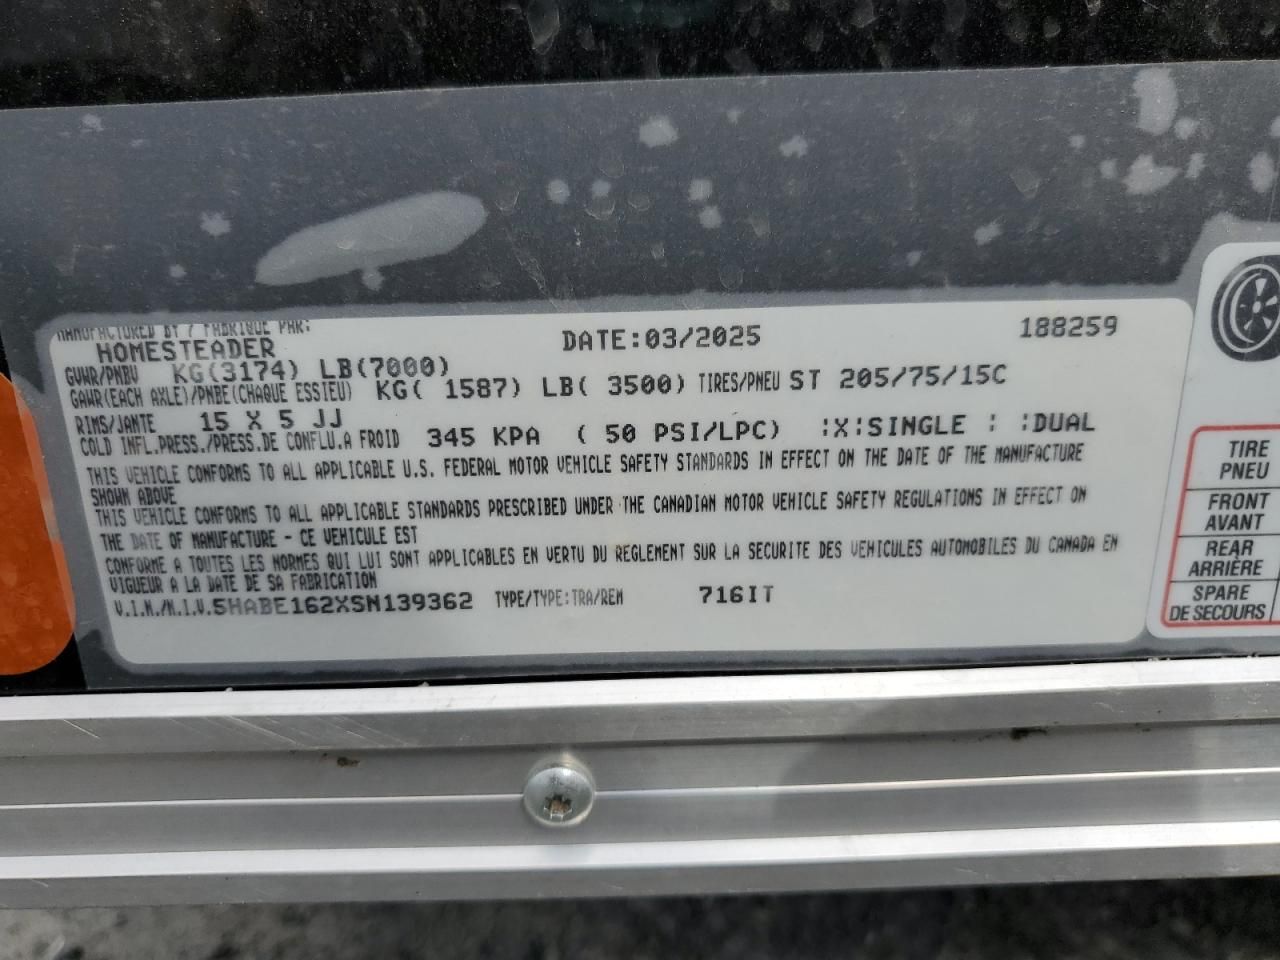 MANUFACTURED BY / FABRIQUE PAR:
HOMESTEADER DATE:03/2025 188259
GVWR/PNBV KG(3174) LB(7000)
GAWR(EACH AXLE)/PNBE(CHAQUE ESSIEU) KG( 1587) LB( 3500) TIRES/PNEU ST 205/75/15C
RIMS/JANTE 15 X 5 JJ
COLD INFL.PRESS./PRESS.DE CONFLU.A FROID 345 KPA ( 50 PSI/LPC) :X:SINGLE : :DUAL
THIS VEHICLE CONFORMS TO ALL APPLICABLE U.S. FEDERAL MOTOR VEHICLE SAFETY STANDARDS IN EFFECT ON THE DATE OF THE MANUFACTURE
SHOWN ABOVE
THIS VEHICLE CONFORMS TO ALL APPLICABLE STANDARDS PRESCRIBED UNDER THE CANADIAN MOTOR VEHICLE SAFETY REGULATIONS IN EFFECT ON
THE DATE OF MANUFACTURE - CE VEHICULE EST
CONFORME A TOUTES LES NORMES QUI LUI SONT APPLICABLES EN VERTU DU REGLEMENT SUR LA SECURITE DES VEHICULES AUTOMOBILES DU CANADA EN
VIGUEUR A LA DATE DE SA FABRICATION
V.I.N./N.I.V.5HABE162XSN139362 TYPE/TYPE:TRA/REM 716IT
TIRE
PNEU
FRONT
AVANT
REAR
ARRIÈRE
SPARE
DE SECOURS